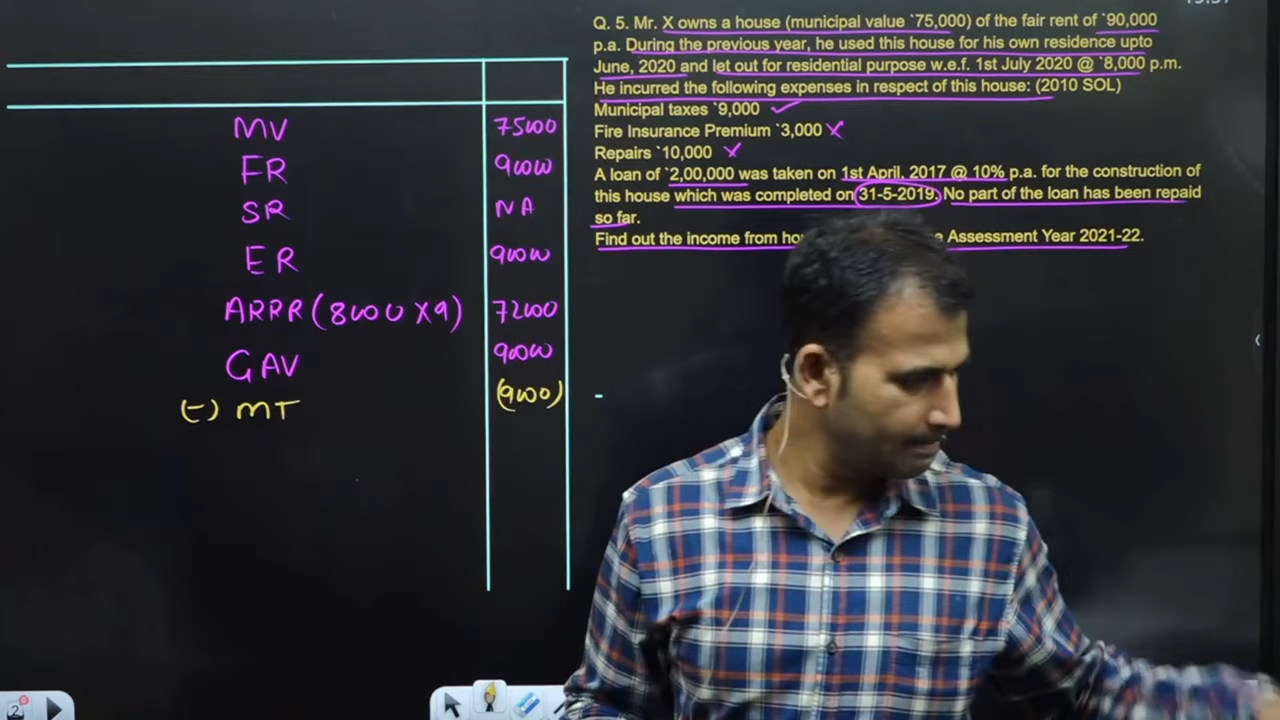 Q. 5. Mr. X owns a house (municipal value `75,000) of the fair rent of `90,000
p.a. During the previous year, he used this house for his own residence upto
June, 2020 and let out for residential purpose w.e.f. 1st July 2020 @ `8,000 p.m.
He incurred the following expenses in respect of this house: (2010 SOL)
Municipal taxes `9,000
Fire Insurance Premium `3,000
Repairs `10,000
A loan of `2,00,000 was taken on 1st April, 2017 @ 10% p.a. for the construction
of this house which was completed on 31-5-2019. No part of the loan has been repaid
so far.
Find out the income from Assessment Year 2021-22.
MV 75000
FR 90000
SR NA
ER 90000
ARRR (8000 X 9) 72000
GAV 90000
(-) MT (9000)
2